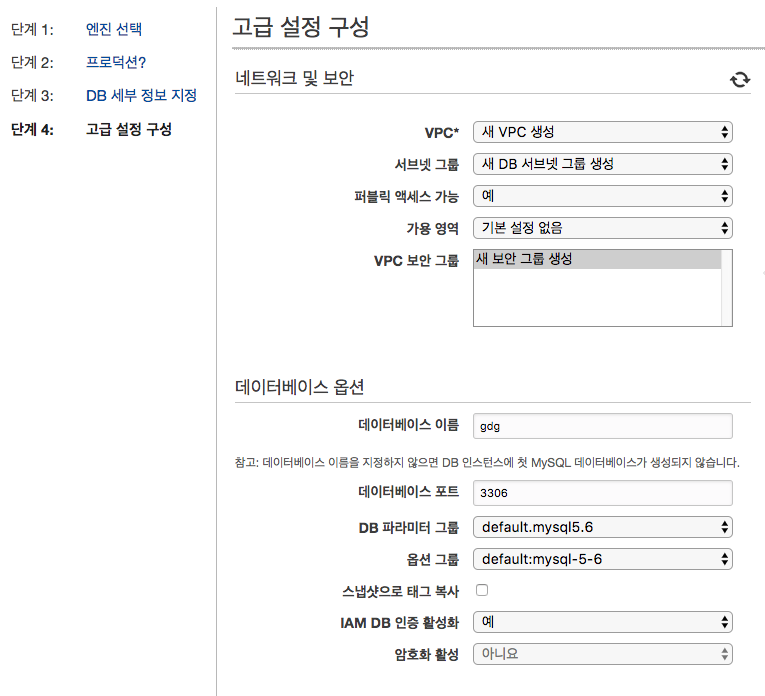 단계 1: 엔진 선택
단계 2: 프로덕션?
단계 3: DB 세부 정보 지정
단계 4: 고급 설정 구성
고급 설정 구성
네트워크 및 보안
VPC* 새 VPC 생성
서브넷 그룹 새 DB 서브넷 그룹 생성
퍼블릭 액세스 가능 예
가용 영역 기본 설정 없음
VPC 보안 그룹 새 보안 그룹 생성
데이터베이스 옵션
데이터베이스 이름 gdg
참고: 데이터베이스 이름을 지정하지 않으면 DB 인스턴스에 첫 MySQL 데이터베이스가 생성되지 않습니다.
데이터베이스 포트 3306
DB 파라미터 그룹 default.mysql5.6
옵션 그룹 default:mysql-5-6
스냅샷으로 태그 복사
IAM DB 인증 활성화 예
암호화 활성 아니요